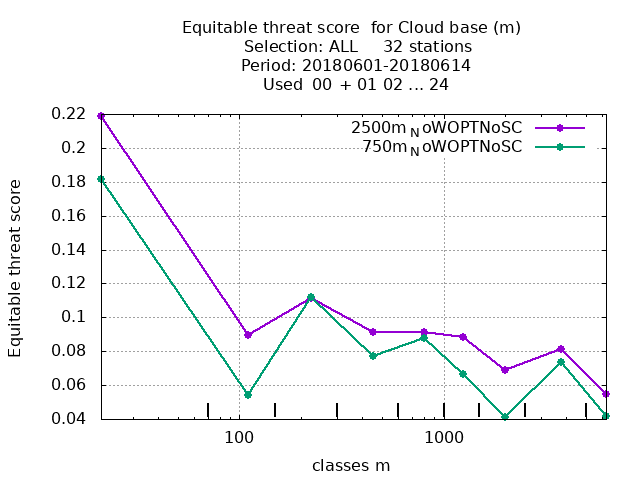 Equitable threat score  for Cloud base (m)
Selection: ALL     32 stations
Period: 20180601-20180614
Used  00 + 01 02 ... 24
2500m_NoWOPTNoSC
750m_NoWOPTNoSC
Equitable threat score
0.22
0.2
0.18
0.16
0.14
0.12
0.1
0.08
0.06
0.04
100 1000
classes m